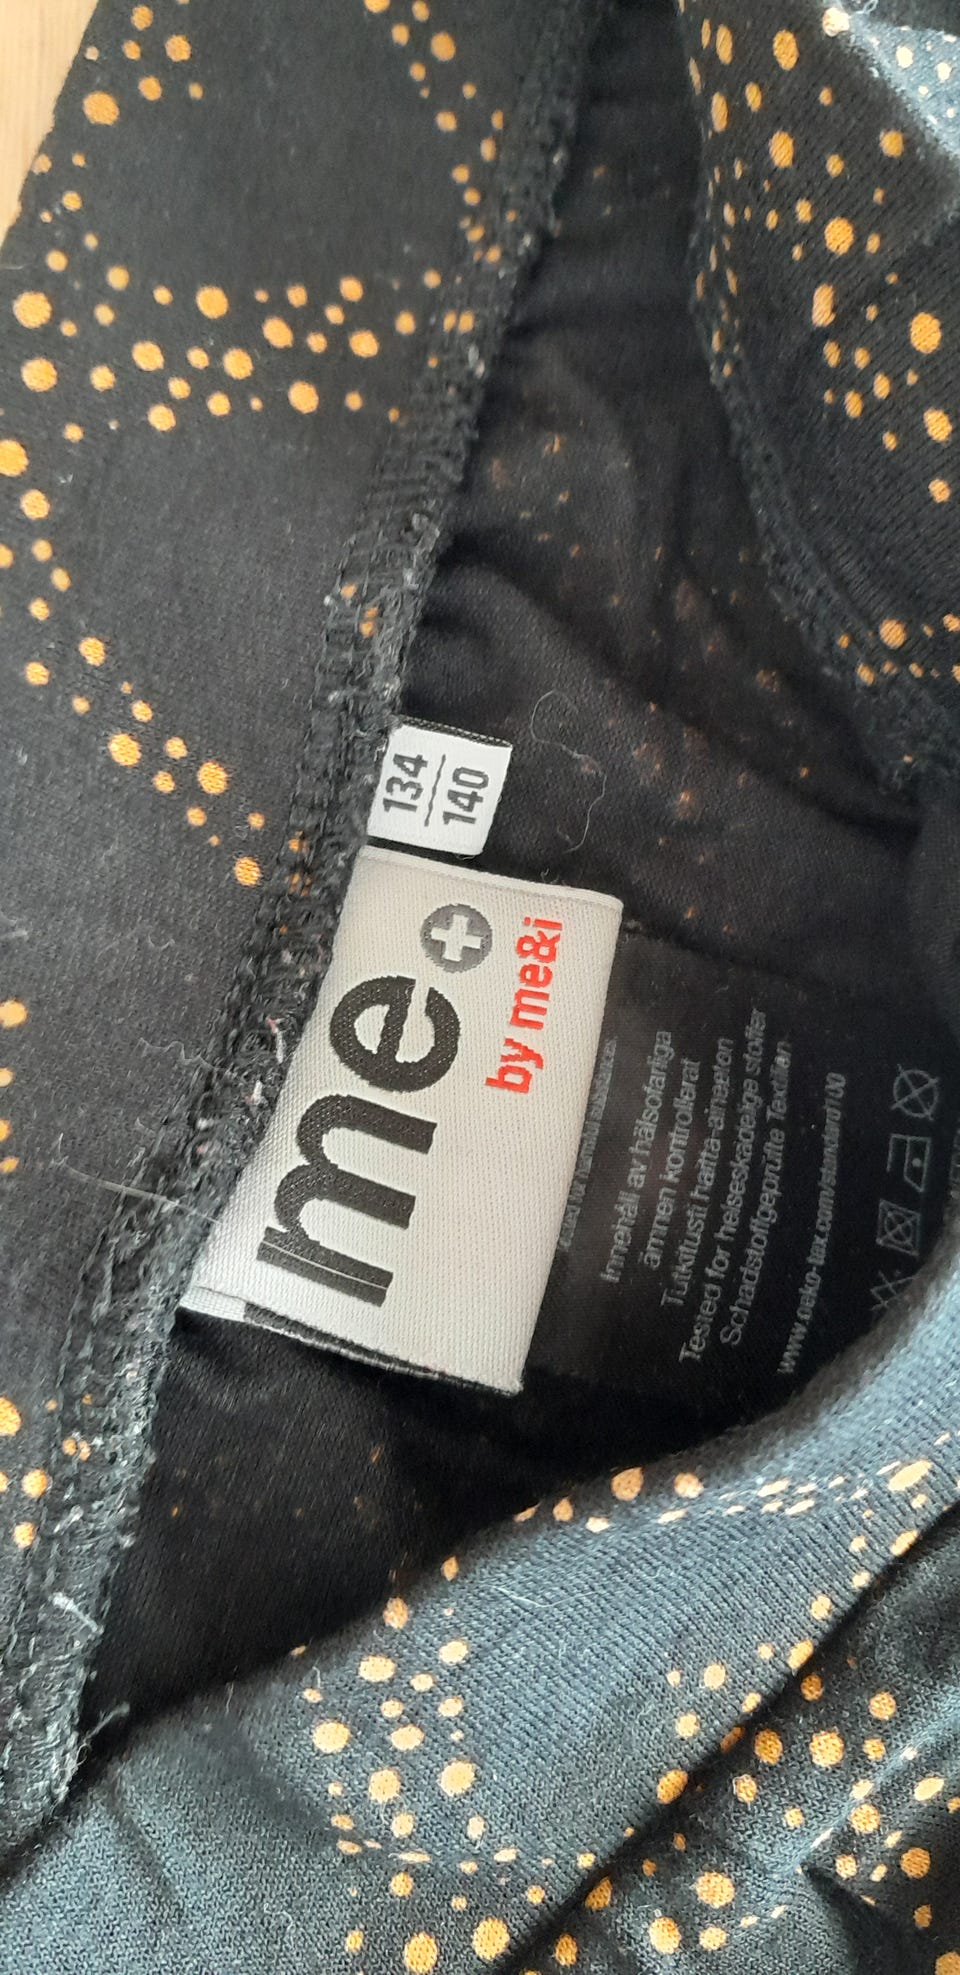 134
140
me+
by me&i
Innehåll av hälsofarliga
ämnen kontrollerat
Tutkitusti haitta-aineeton
Tested for helseskadelige stoffer
Schadstoffgeprüfte Textilien
www.oeko-tex.com/standard100